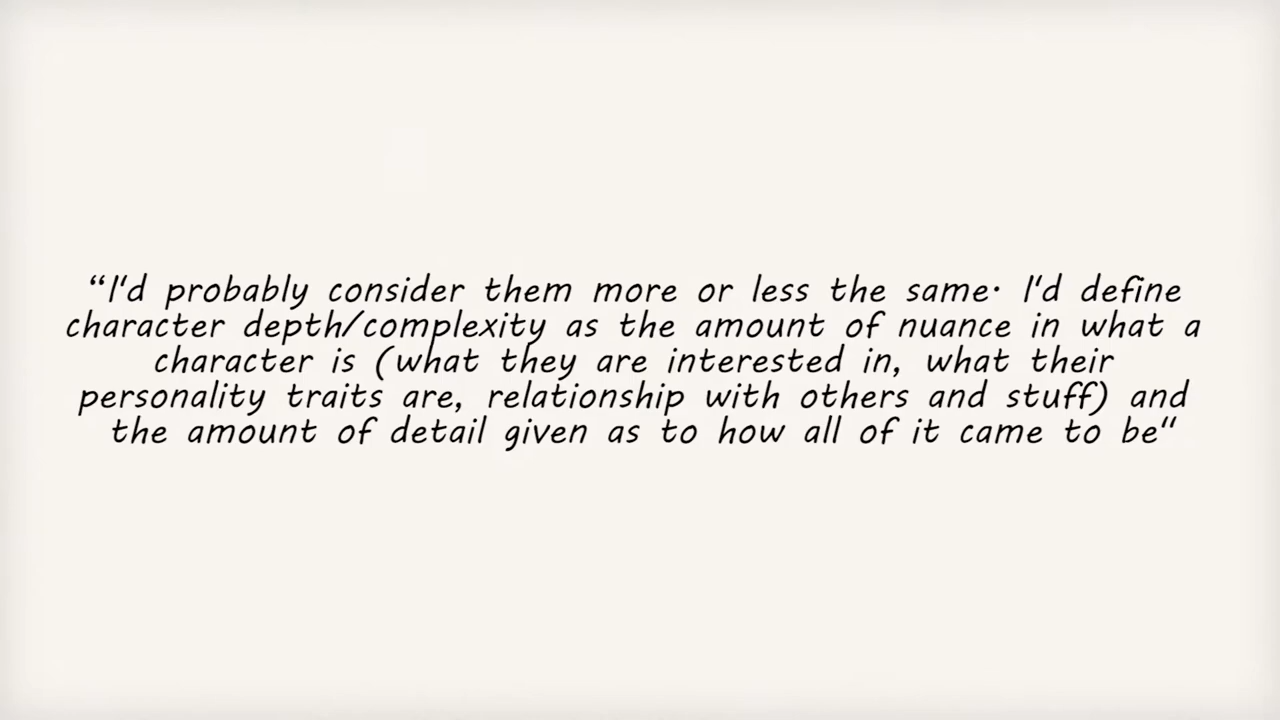 “I'd probably consider them more or less the same· I'd define
character depth/complexity as the amount of nuance in what a
character is (what they are interested in, what their
personality traits are, relationship with others and stuff) and
the amount of detail given as to how all of it came to be“